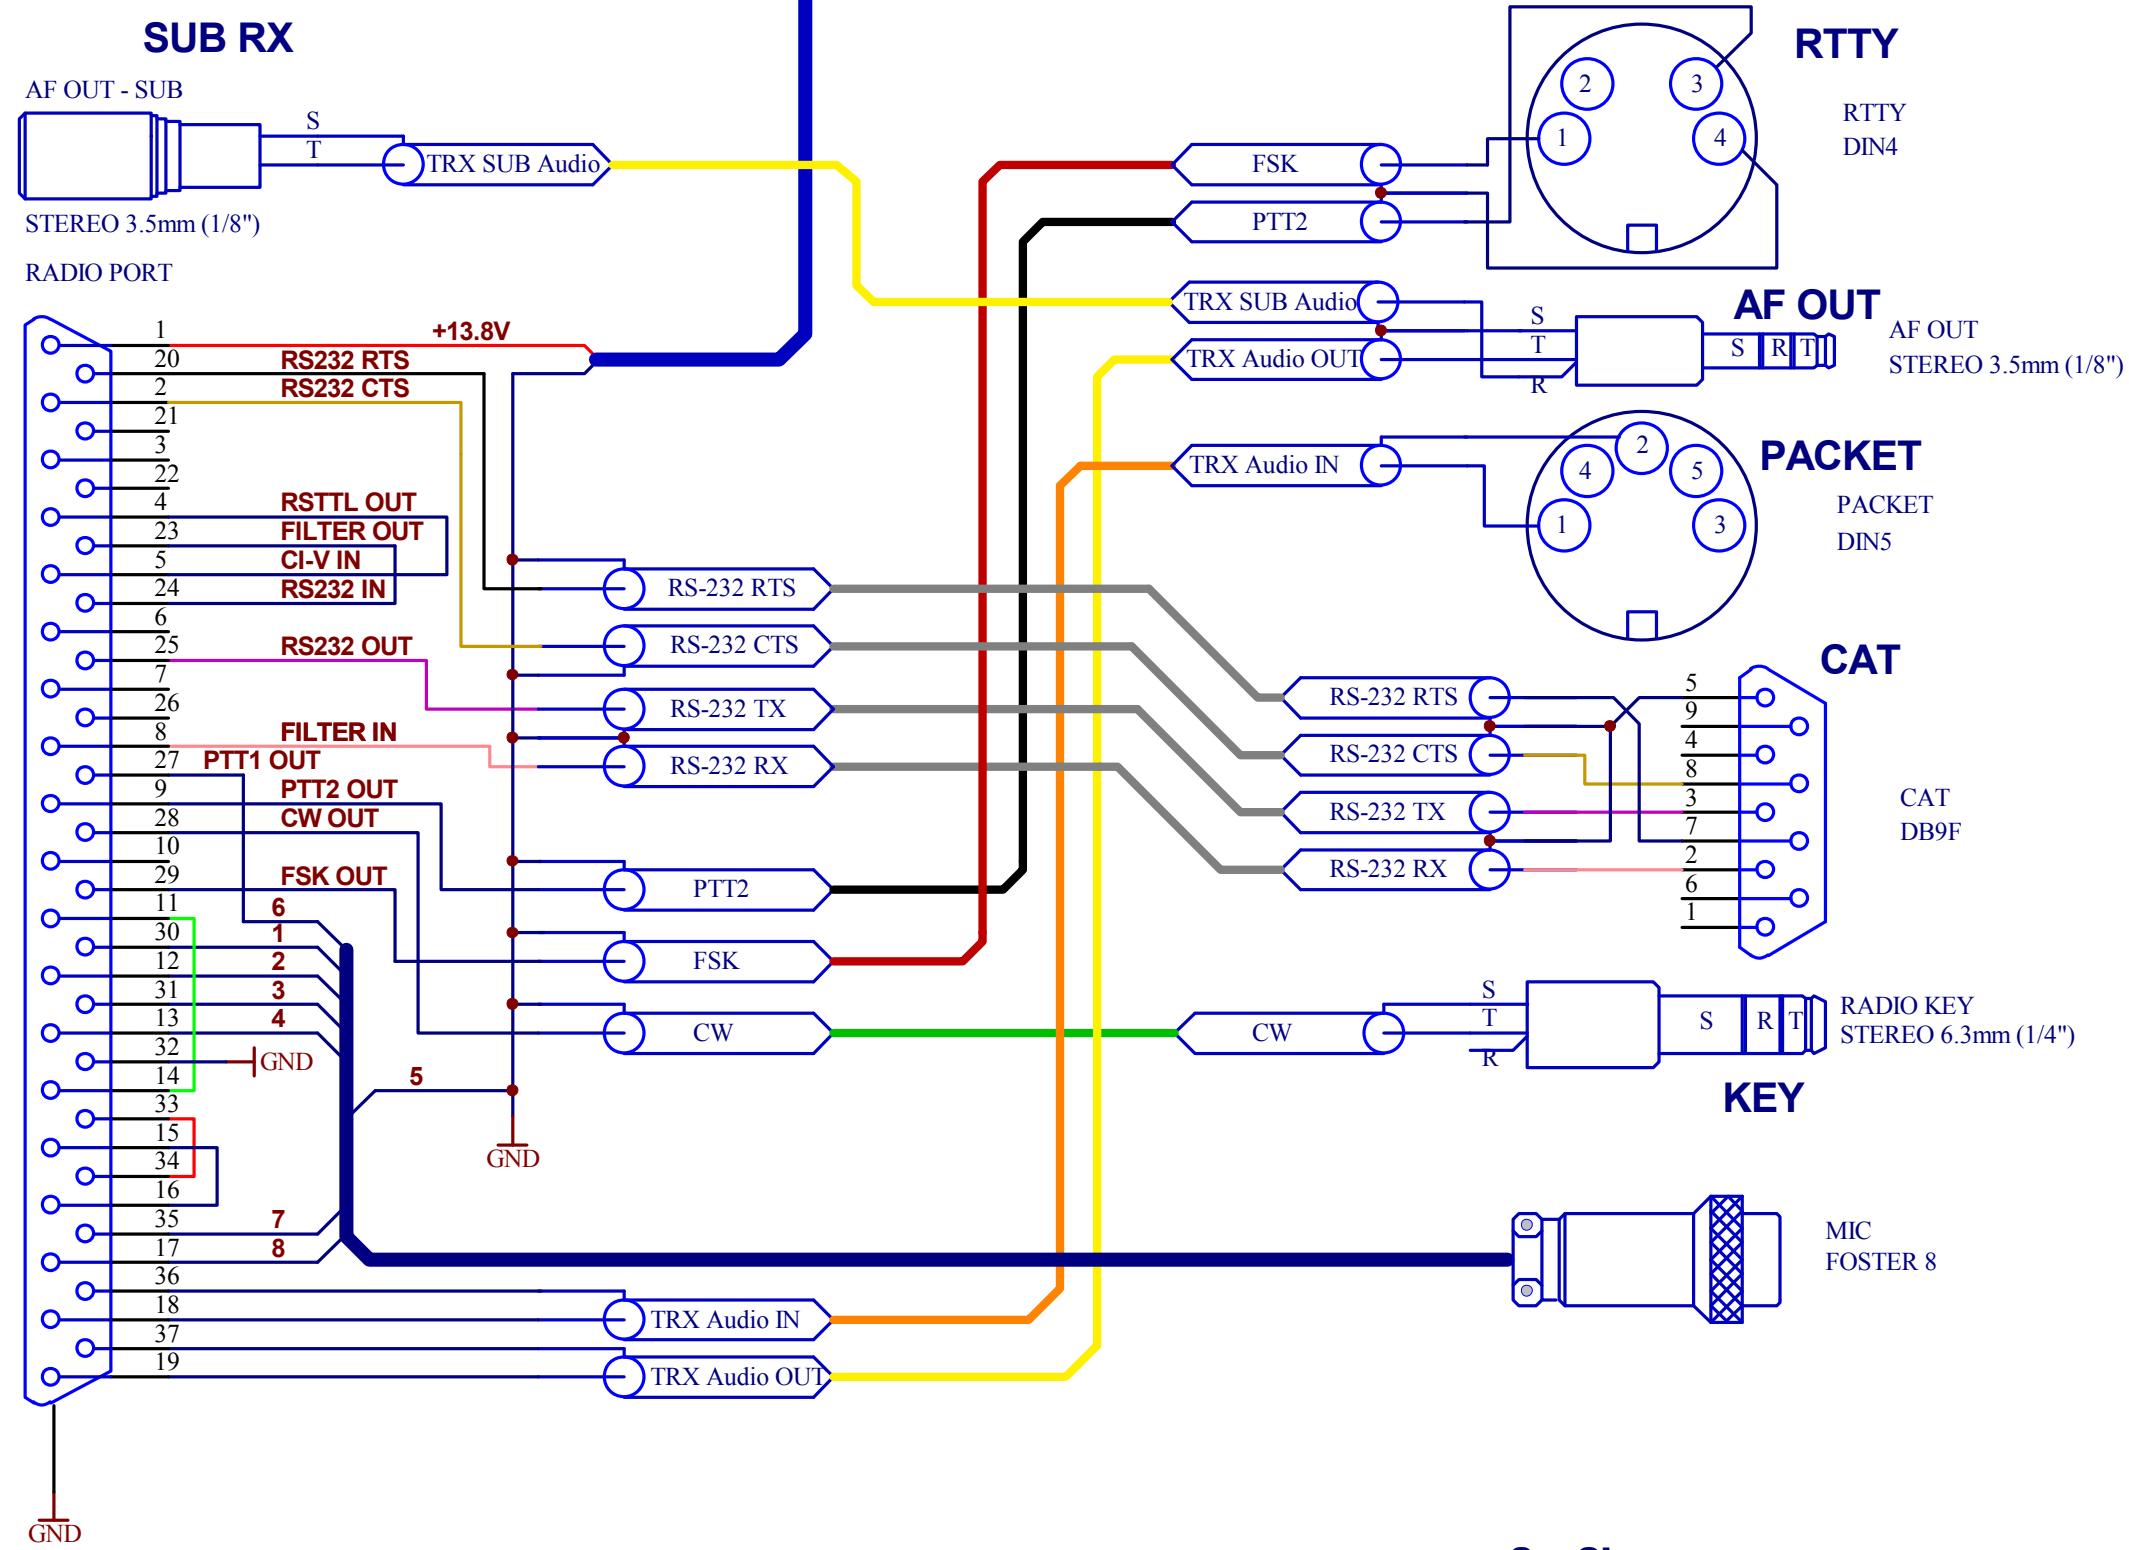 SUB RX
AF OUT - SUB
S
T
TRX SUB Audio
STEREO 3.5mm (1/8")
RADIO PORT
1
+13.8V
20
RS232 RTS
2
RS232 CTS
21
3
22
4
RSTTL OUT
23
FILTER OUT
5
CI-V IN
24
RS232 IN
6
25
RS232 OUT
7
26
8
FILTER IN
27
PTT1 OUT
9
PTT2 OUT
28
CW OUT
10
29
FSK OUT
11
6
30
1
12
2
31
3
13
4
32
GND
14
5
33
15
34
16
35
7
17
8
36
18
37
19
GND
GND
RS-232 RTS
RS-232 CTS
RS-232 TX
RS-232 RX
PTT2
FSK
CW
TRX Audio IN
TRX Audio OUT
RTTY
RTTY
DIN4
2
3
1
4
FSK
PTT2
TRX SUB Audio
TRX Audio OUT
S
T
R
S R T
AF OUT
AF OUT
STEREO 3.5mm (1/8")
TRX Audio IN
2
4
5
1
3
PACKET
PACKET
DIN5
CAT
RS-232 RTS
RS-232 CTS
RS-232 TX
RS-232 RX
5
9
4
8
3
7
2
6
1
CAT
DB9F
CW
S
T
R
S R T
RADIO KEY
STEREO 6.3mm (1/4")
KEY
MIC
FOSTER 8